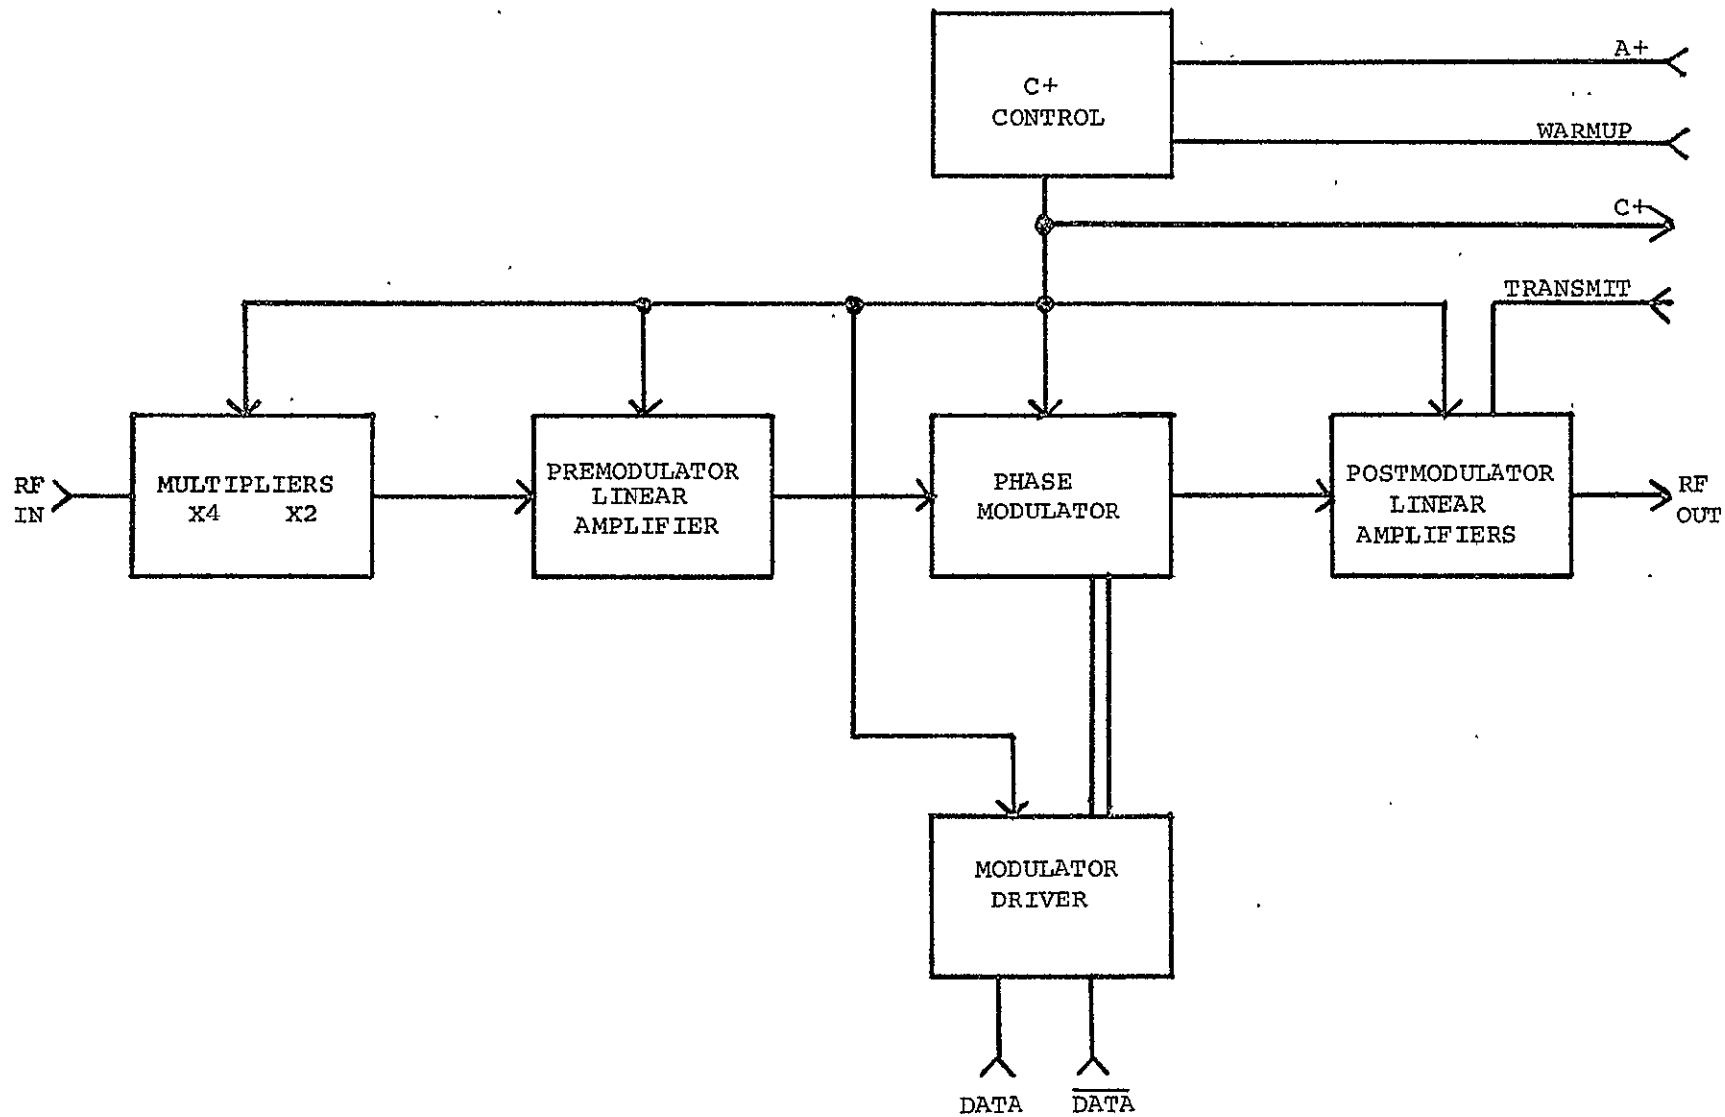 C+
CONTROL
A+
WARMUP
C+
TRANSMIT
RF
IN
MULTIPLIERS
X4 X2
PREMODULATOR
LINEAR
AMPLIFIER
PHASE
MODULATOR
POSTMODULATOR
LINEAR
AMPLIFIERS
RF
OUT
MODULATOR
DRIVER
DATA D̅A̅T̅A̅